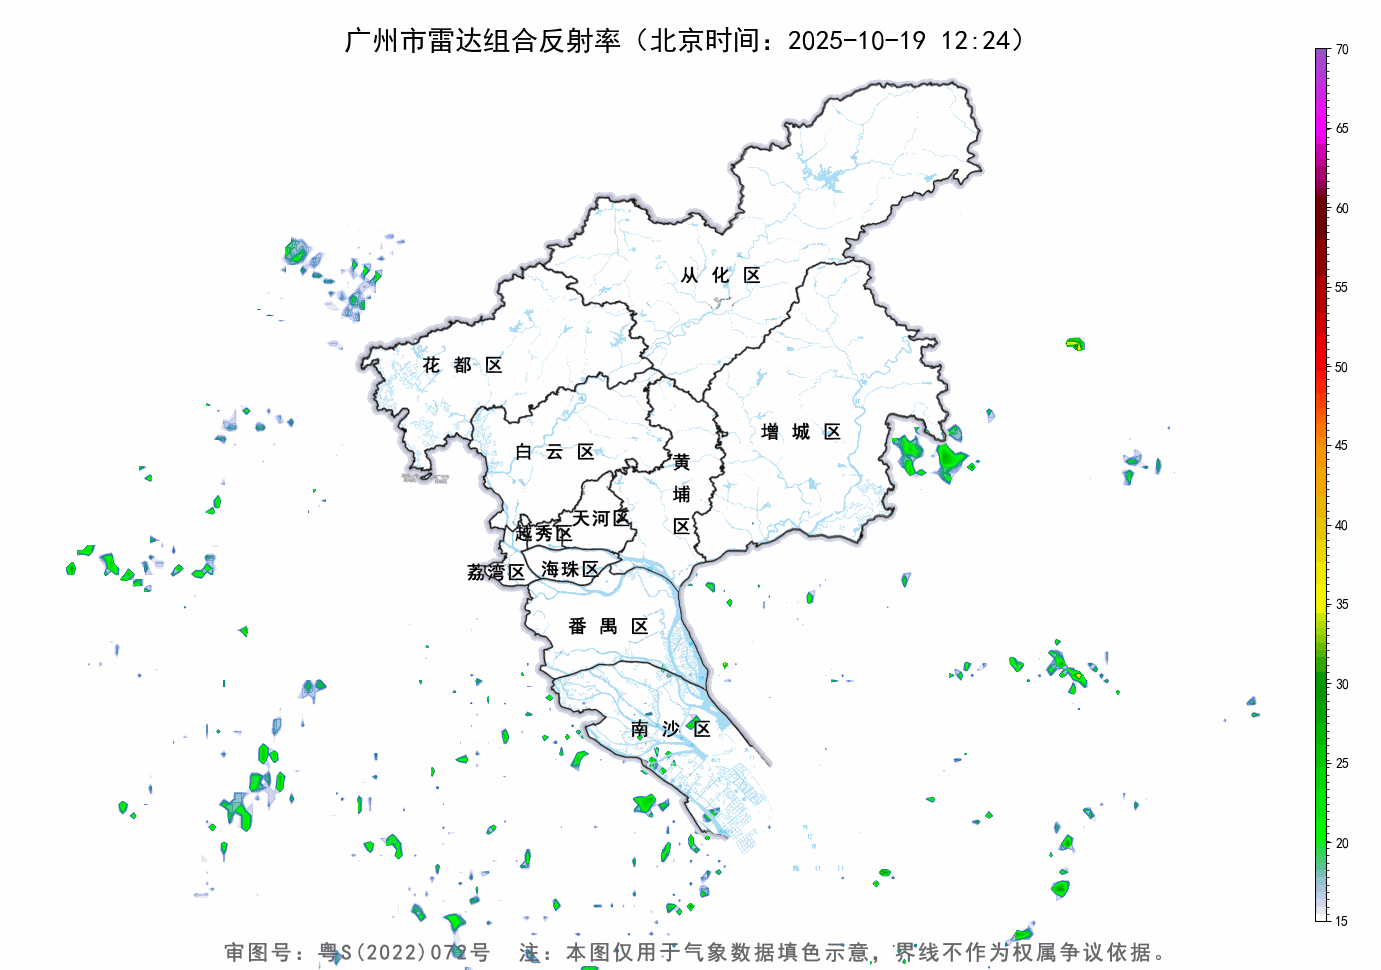 广州市雷达组合反射率（北京时间：2025-10-19 12:24）
70
65
60
55
50
45
40
35
30
25
20
15
从化区
花都区
增城区
白云区
黄埔区
天河区
越秀区
荔湾区
海珠区
番禺区
南沙区
审图号：粤S(2022)072号 注：本图仅用于气象数据填色示意，界线不作为权属争议依据。